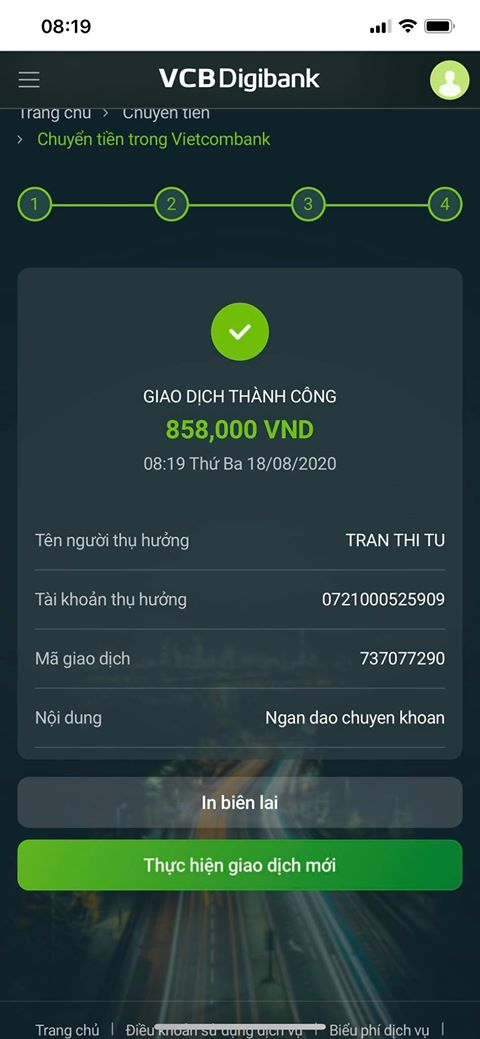 08:19
VCB Digibank
Trang chủ > Chuyển tiền
> Chuyển tiền trong Vietcombank
1 2 3 4
GIAO DỊCH THÀNH CÔNG
858,000 VND
08:19 Thứ Ba 18/08/2020
Tên người thụ hưởng TRAN THI TU
Tài khoản thụ hưởng 0721000525909
Mã giao dịch 737077290
Nội dung Ngan dao chuyen khoan
In biên lai
Thực hiện giao dịch mới
Trang chủ | Điều khoản sử dụng dịch vụ | Biểu phí dịch vụ |